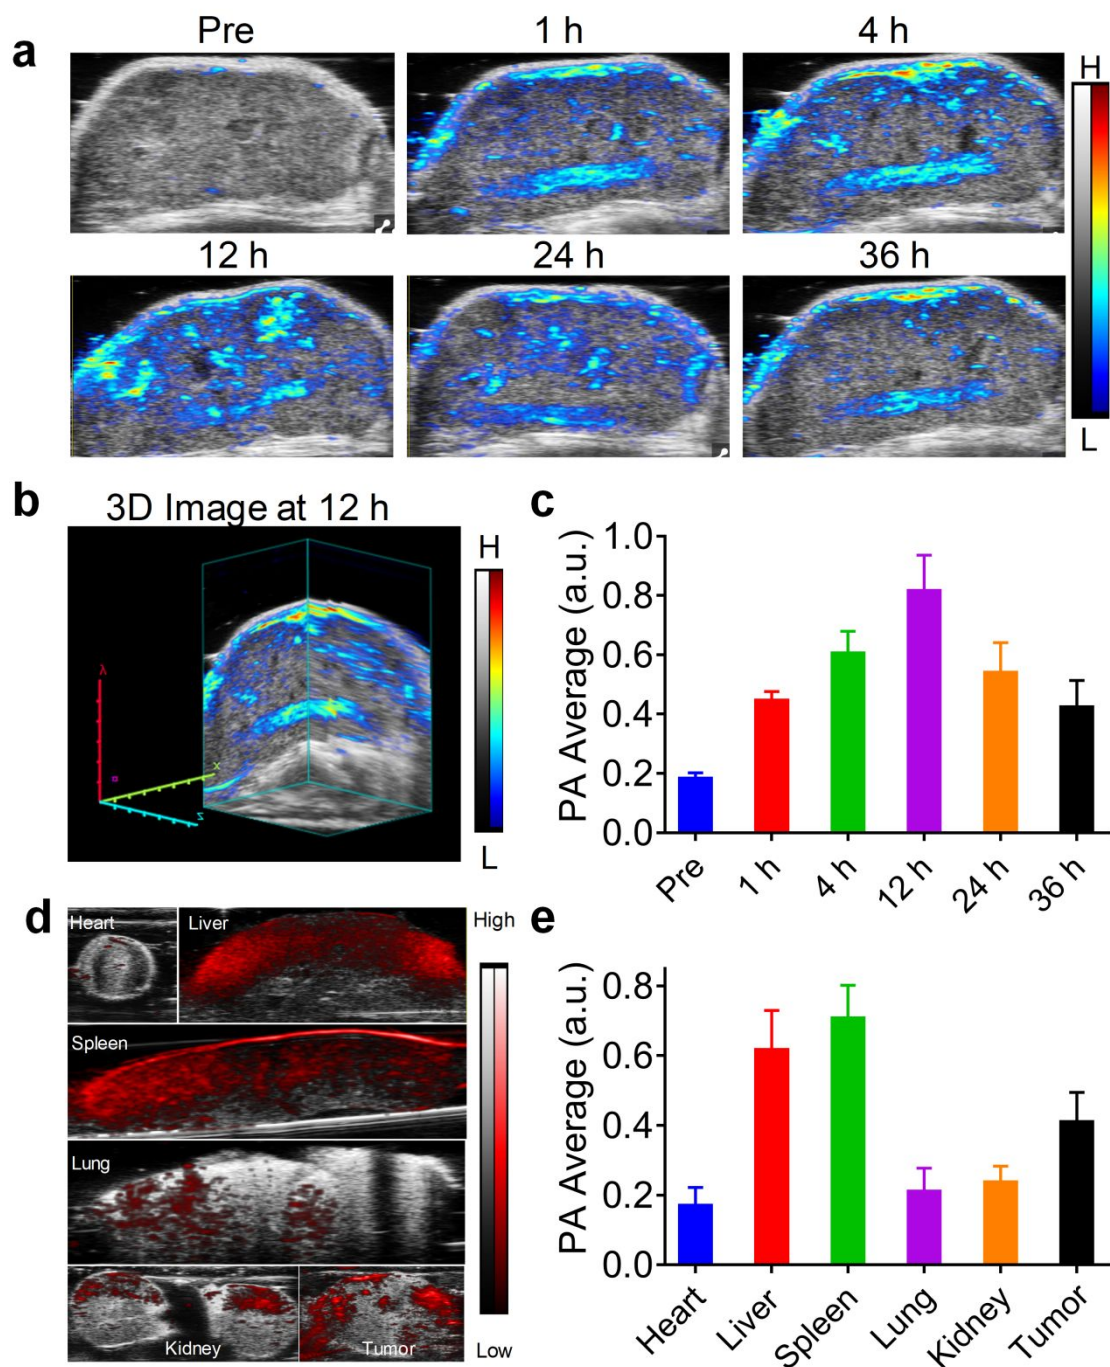 a
Pre
1 h
4 h
H
12 h
24 h
36 h
L
b
3D Image at 12 h
H
x
z
L
c
PA Average (a.u.)
1.0
0.8
0.6
0.4
0.2
0.0
Pre
1 h
4 h
12 h
24 h
36 h
d
Heart
Liver
Spleen
Lung
Kidney
Tumor
High
Low
e
PA Average (a.u.)
0.8
0.6
0.4
0.2
0.0
Heart
Liver
Spleen
Lung
Kidney
Tumor